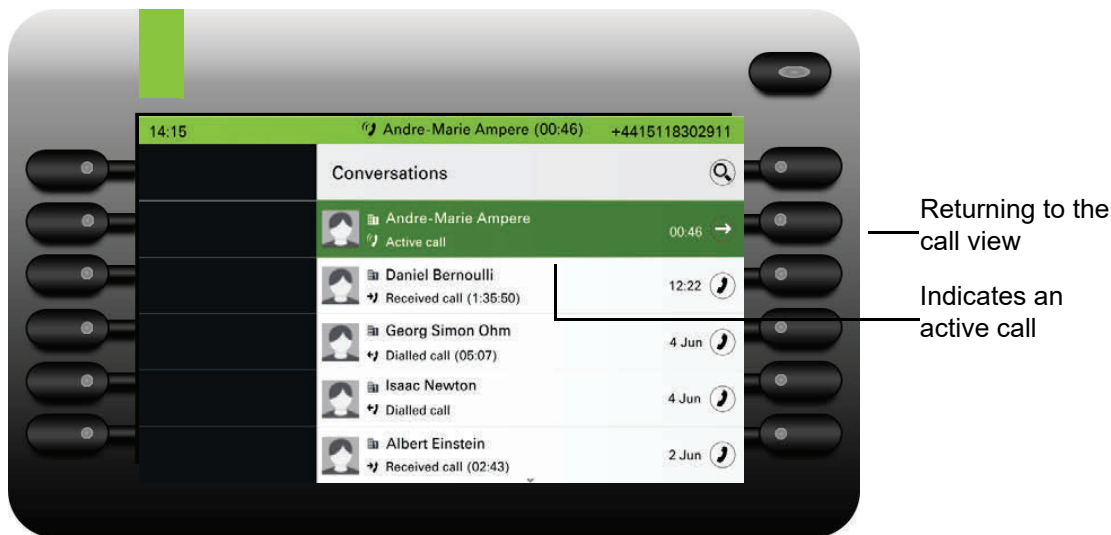 14:15 Andre-Marie Ampere (00:46) +4415118302911
Conversations
Andre-Marie Ampere
Active call 00:46
Daniel Bernoulli
Received call (1:35:50) 12:22
Georg Simon Ohm
Dialled call (05:07) 4 Jun
Isaac Newton
Dialled call 4 Jun
Albert Einstein
Received call (02:43) 2 Jun
Returning to the
call view
Indicates an
active call